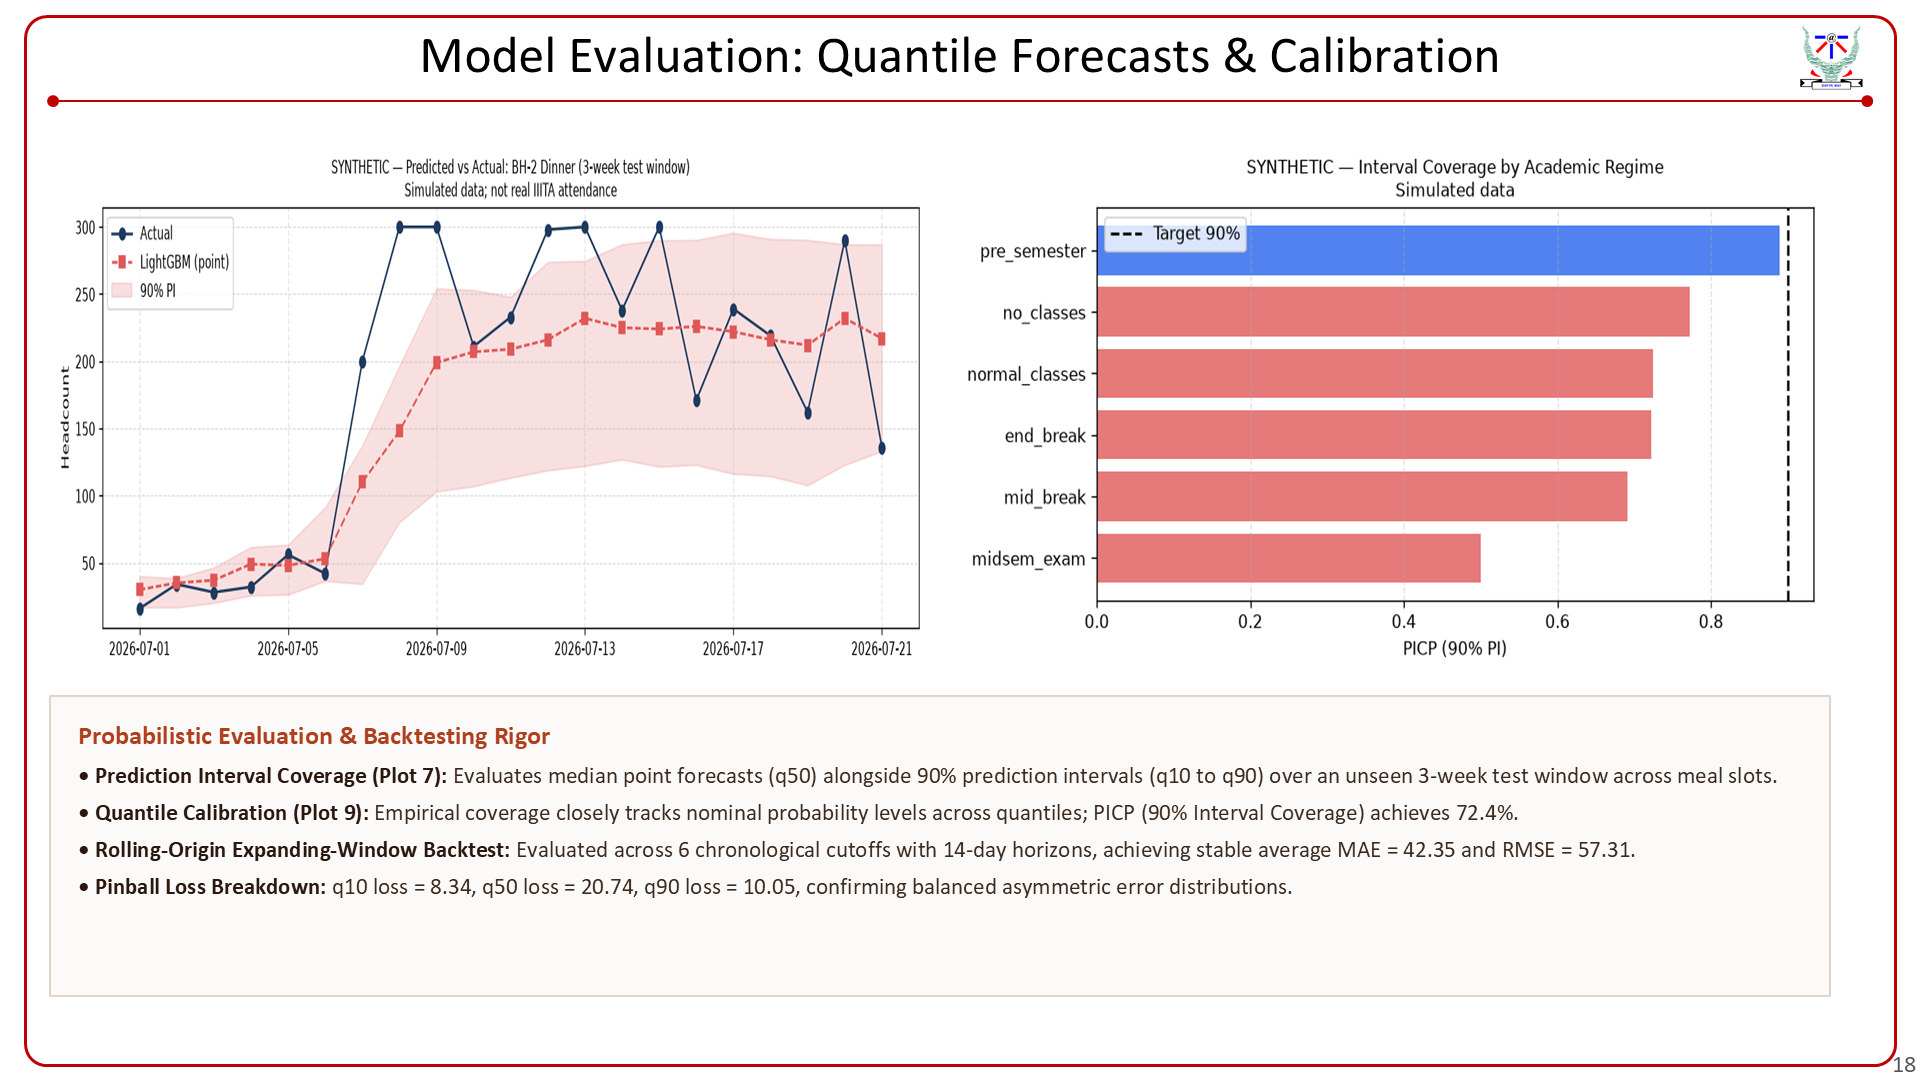 Model Evaluation: Quantile Forecasts & Calibration
SYNTHETIC — Predicted vs Actual: BH-2 Dinner (3-week test window)
Simulated data; not real IIITA attendance
Actual
LightGBM (point)
90% PI
Headcount
300
250
200
150
100
50
2026-07-01
2026-07-05
2026-07-09
2026-07-13
2026-07-17
2026-07-21
SYNTHETIC — Interval Coverage by Academic Regime
Simulated data
Target 90%
pre_semester
no_classes
normal_classes
end_break
mid_break
midsem_exam
0.0
0.2
0.4
0.6
0.8
PICP (90% PI)
Probabilistic Evaluation & Backtesting Rigor
• Prediction Interval Coverage (Plot 7): Evaluates median point forecasts (q50) alongside 90% prediction intervals (q10 to q90) over an unseen 3-week test window across meal slots.
• Quantile Calibration (Plot 9): Empirical coverage closely tracks nominal probability levels across quantiles; PICP (90% Interval Coverage) achieves 72.4%.
• Rolling-Origin Expanding-Window Backtest: Evaluated across 6 chronological cutoffs with 14-day horizons, achieving stable average MAE = 42.35 and RMSE = 57.31.
• Pinball Loss Breakdown: q10 loss = 8.34, q50 loss = 20.74, q90 loss = 10.05, confirming balanced asymmetric error distributions.
18